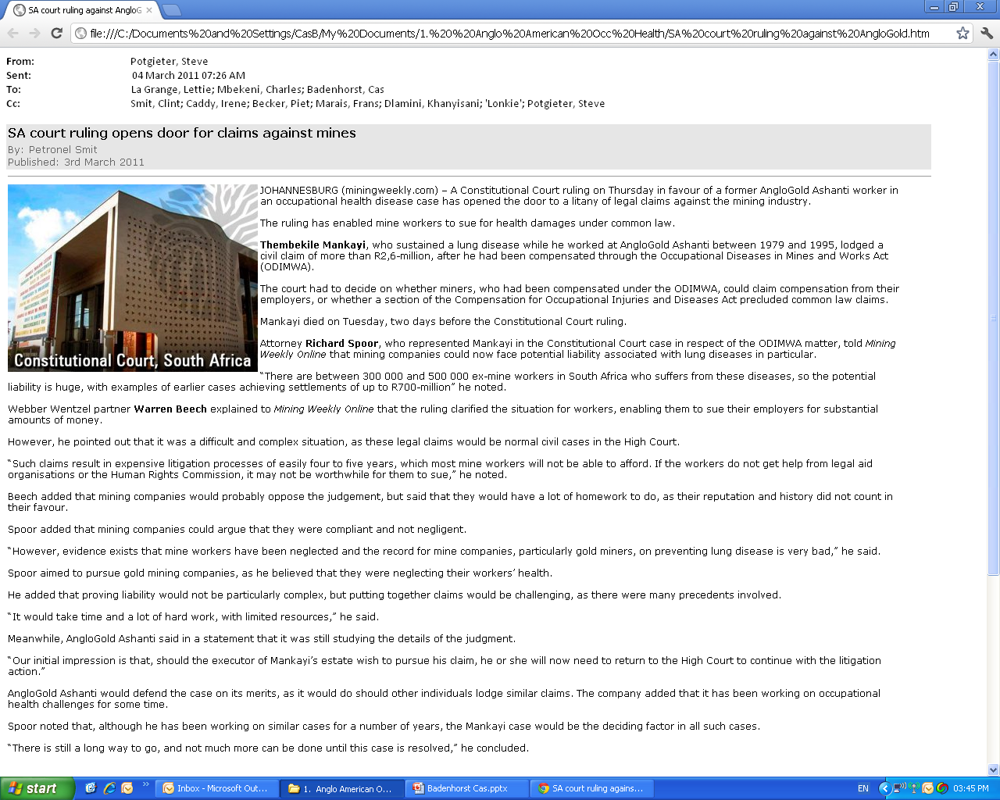 SA court ruling against AngloG
file:///C:/Documents%20and%20Settings/CasB/My%20Documents/1.%20%20Anglo%20American%20Occ%20Health/SA%20court%20ruling%20against%20AngloGold.htm
From: Potgieter, Steve
Sent: 04 March 2011 07:26 AM
To: La Grange, Lettie; Mbekeni, Charles; Badenhorst, Cas
Cc: Smit, Clint; Caddy, Irene; Becker, Piet; Marais, Frans; Dlamini, Khanyisani; 'Lonkie'; Potgieter, Steve
SA court ruling opens door for claims against mines
By: Petronel Smit
Published: 3rd March 2011
Constitutional Court, South Africa
JOHANNESBURG (miningweekly.com) – A Constitutional Court ruling on Thursday in favour of a former AngloGold Ashanti worker in
an occupational health disease case has opened the door to a litany of legal claims against the mining industry.
The ruling has enabled mine workers to sue for health damages under common law.
Thembekile Mankayi, who sustained a lung disease while he worked at AngloGold Ashanti between 1979 and 1995, lodged a
civil claim of more than R2,6-million, after he had been compensated through the Occupational Diseases in Mines and Works Act
(ODIMWA).
The court had to decide on whether miners, who had been compensated under the ODIMWA, could claim compensation from their
employers, or whether a section of the Compensation for Occupational Injuries and Diseases Act precluded common law claims.
Mankayi died on Tuesday, two days before the Constitutional Court ruling.
Attorney Richard Spoor, who represented Mankayi in the Constitutional Court case in respect of the ODIMWA matter, told Mining
Weekly Online that mining companies could now face potential liability associated with lung diseases in particular.
“There are between 300 000 and 500 000 ex-mine workers in South Africa who suffers from these diseases, so the potential
liability is huge, with examples of earlier cases achieving settlements of up to R700-million” he noted.
Webber Wentzel partner Warren Beech explained to Mining Weekly Online that the ruling clarified the situation for workers, enabling them to sue their employers for substantial
amounts of money.
However, he pointed out that it was a difficult and complex situation, as these legal claims would be normal civil cases in the High Court.
“Such claims results in expensive litigation processes of easily four to five years, which most mine workers will not be able to afford. If the workers do not get help from legal aid
organisations or the Human Rights Commission, it may not be worthwhile for them to sue,” he noted.
Beech added that mining companies would probably oppose the judgement, but said that they would have a lot of homework to do, as their reputation and history did not count in
their favour.
Spoor added that mining companies could argue that they were compliant and not negligent.
“However, evidence exists that mine workers have been neglected and the record for mine companies, particularly gold miners, on preventing lung disease is very bad,” he said.
Spoor aimed to pursue gold mining companies, as he believed that they were neglecting their workers’ health.
He added that proving liability would not be particularly complex, but putting together claims would be challenging, as there were many precedents involved.
“It would take time and a lot of hard work, with limited resources,” he said.
Meanwhile, AngloGold Ashanti said in a statement that it was still studying the details of the judgment.
“Our initial impression is that, should the executor of Mankayi’s estate wish to pursue his claim, he or she will now need to return to the High Court to continue with the litigation
action.”
AngloGold Ashanti would defend the case on its merits, as it would do should other individuals lodge similar claims. The company added that it has been working on occupational
health challenges for some time.
Spoor noted that, although he has been working on similar cases for a number of years, the Mankayi case would be the deciding factor in all such cases.
“There is still a long way to go, and not much more can be done until this case is resolved,” he concluded.
start
Inbox - Microsoft Out...
1. Anglo American O...
Badenhorst Cas.pptx
SA court ruling agains...
EN
03:45 PM